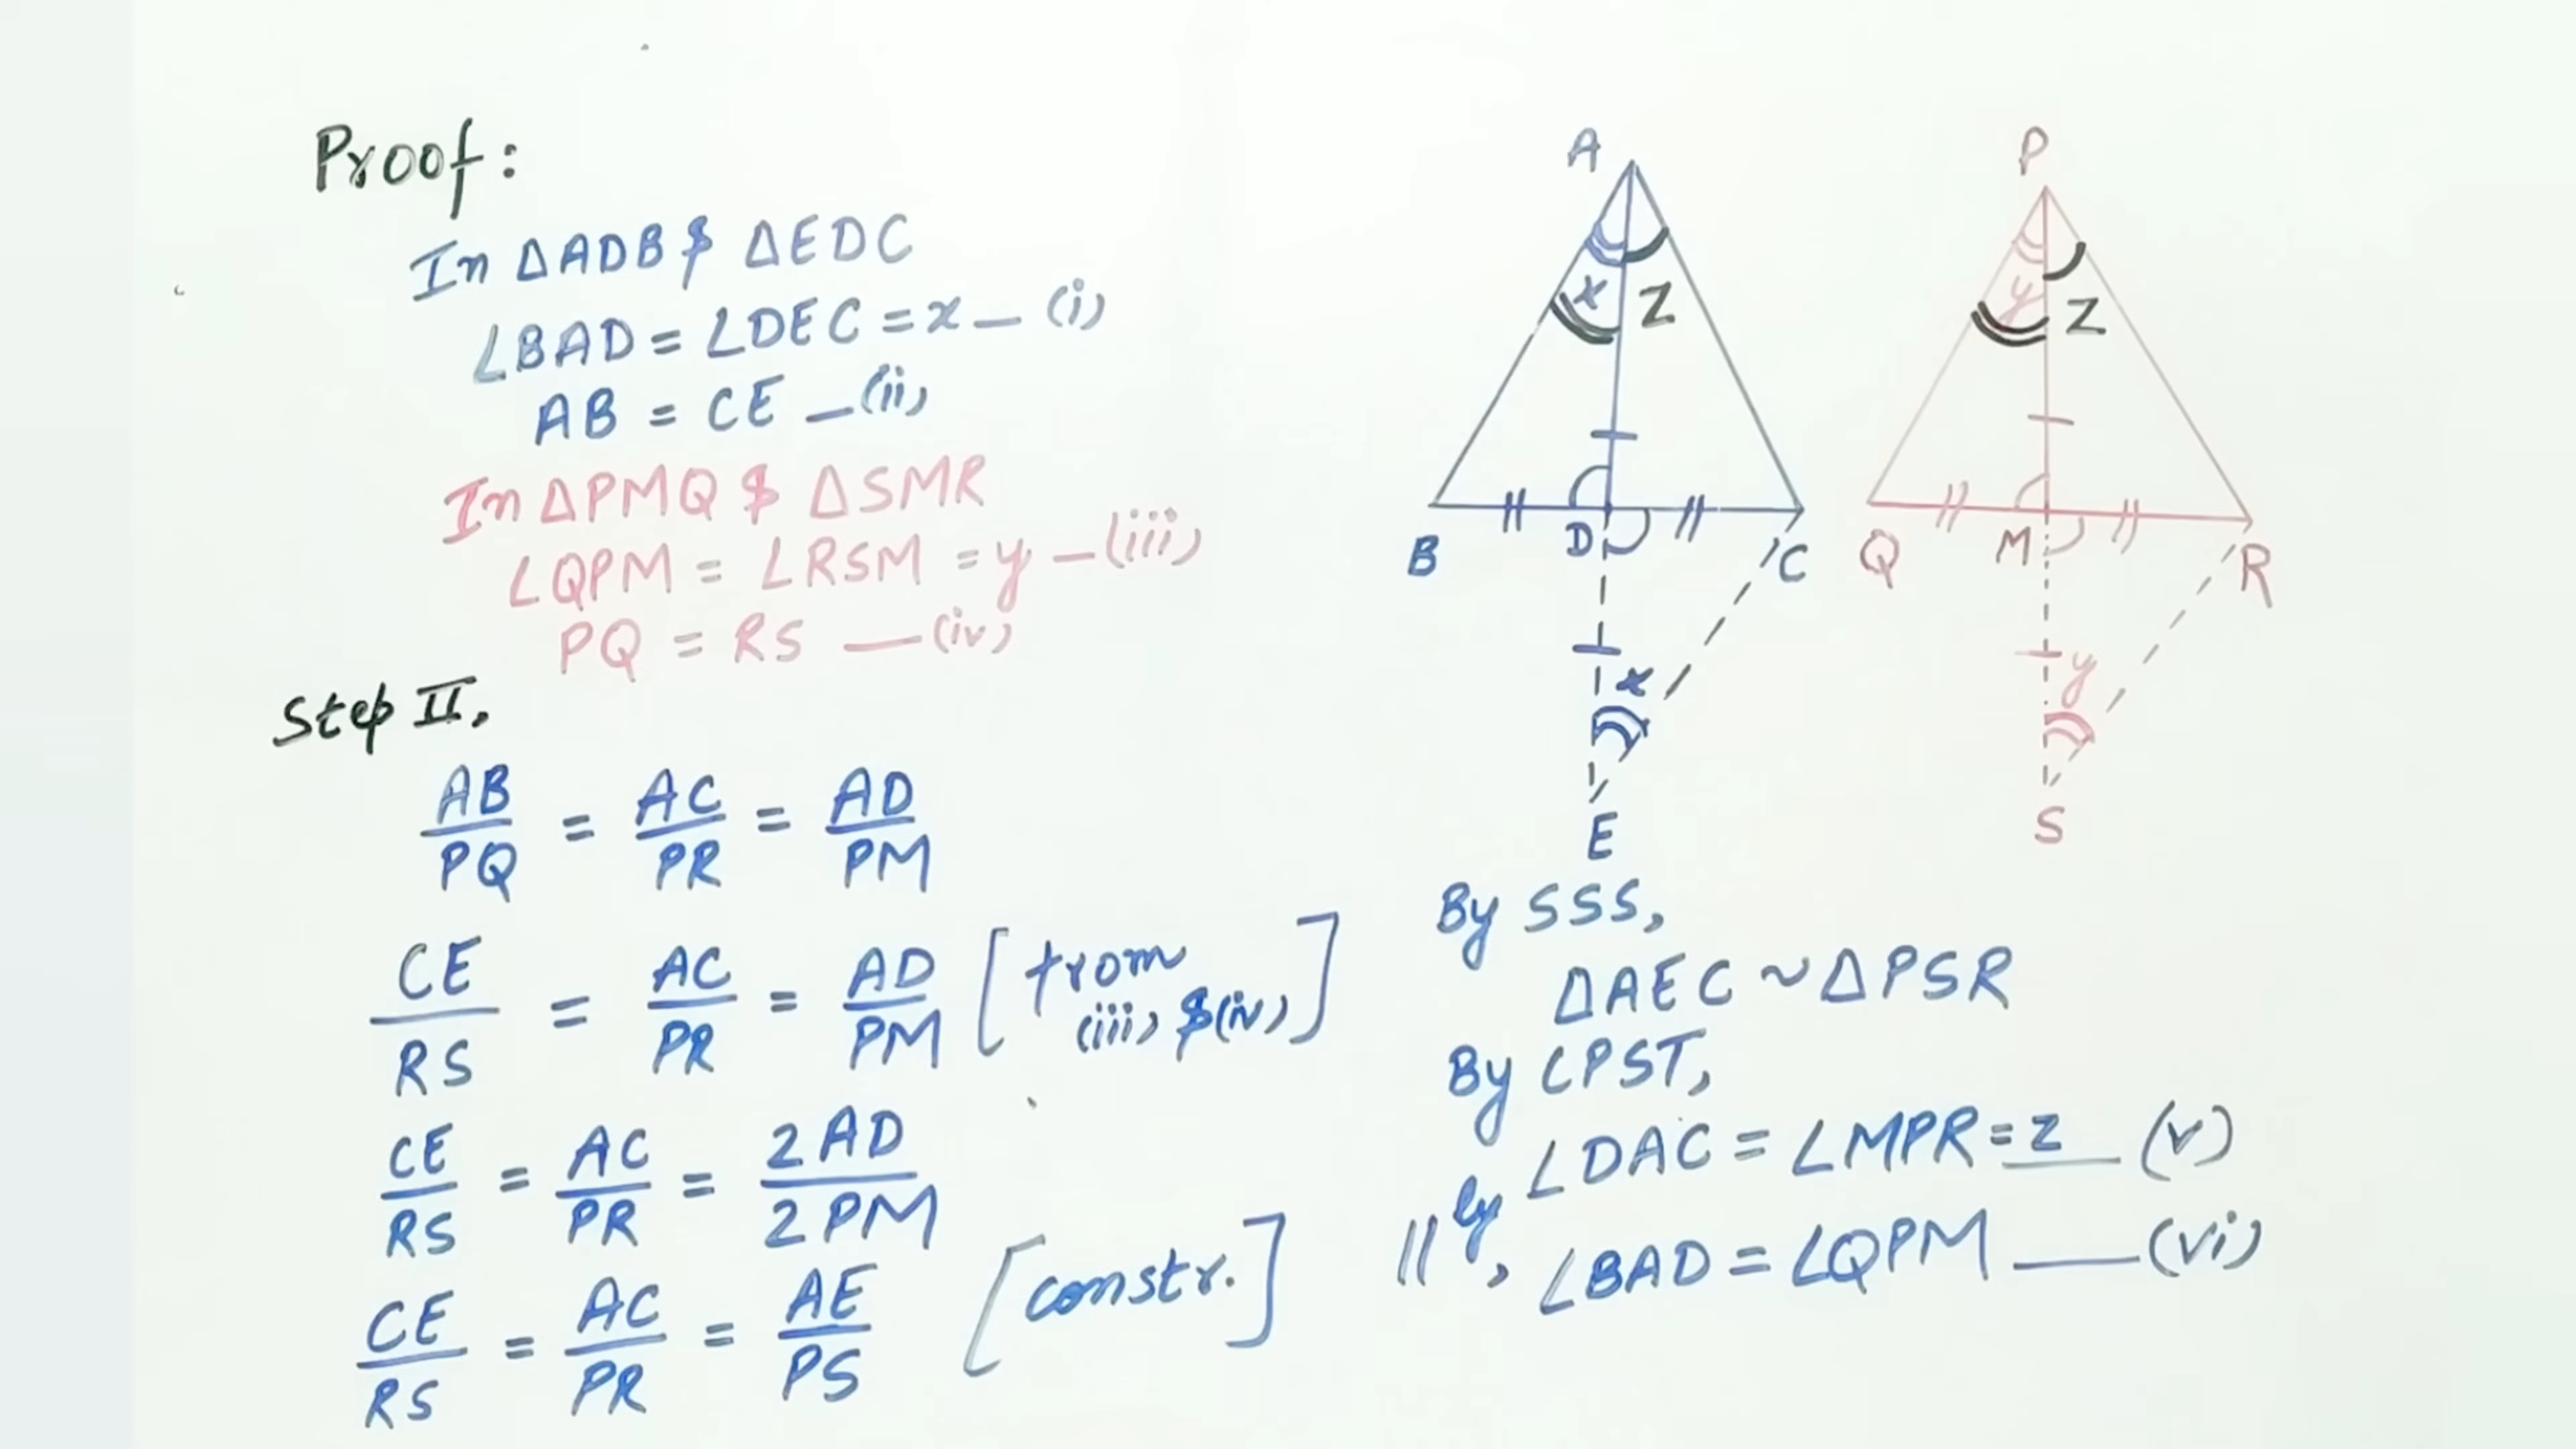 Proof:
In ΔADB & ΔEDC
∠BAD = ∠DEC = x — (i)
AB = CE — (ii)
In ΔPMQ & ΔSMR
∠QPM = ∠RSM = y — (iii)
PQ = RS — (iv)
Step II.
AB/PQ = AC/PR = AD/PM
CE/RS = AC/PR = AD/PM [from (iii) & (iv)]
CE/RS = AC/PR = 2AD/2PM
CE/RS = AC/PR = AE/PS [constr.]
A
x
Z
B
D
C
x
E
P
y
Z
Q
M
R
y
S
By SSS,
ΔAEC ~ ΔPSR
By CPST,
∠DAC = ∠MPR = z — (v)
||ly, ∠BAD = ∠QPM — (vi)